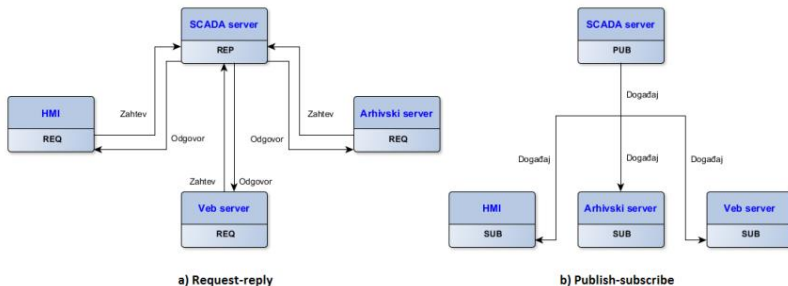 SCADA server
REP
HMI
REQ
Zahtev
Odgovor
Zahtev
Odgovor
Arhivski server
REQ
Zahtev
Odgovor
Veb server
REQ
a) Request-reply
SCADA server
PUB
Događaj
Događaj
Događaj
Događaj
HMI
SUB
Arhivski server
SUB
Veb server
SUB
b) Publish-subscribe